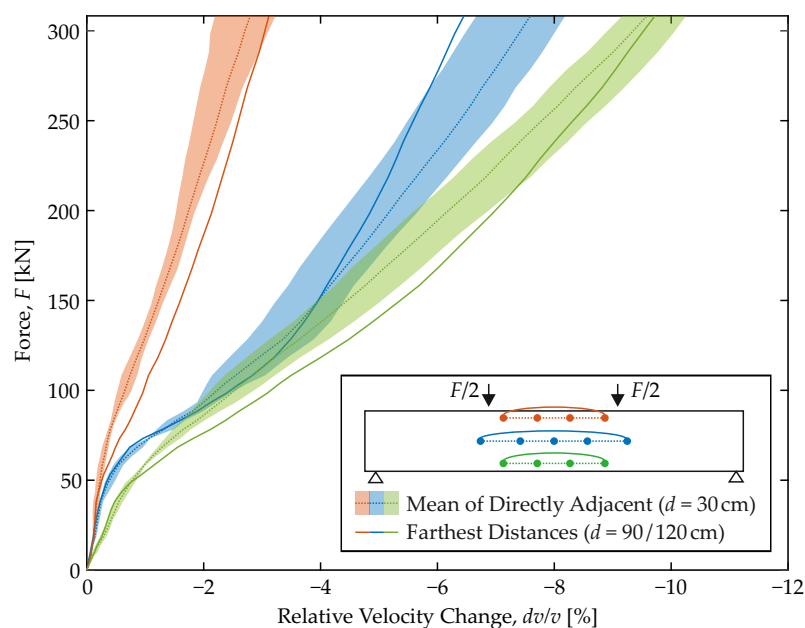 300
250
200
150
100
50
0
Force, F [kN]
F/2
F/2
Mean of Directly Adjacent (d = 30 cm)
Farthest Distances (d = 90/120 cm)
0
−2
−4
−6
−8
−10
−12
Relative Velocity Change, dv/v [%]